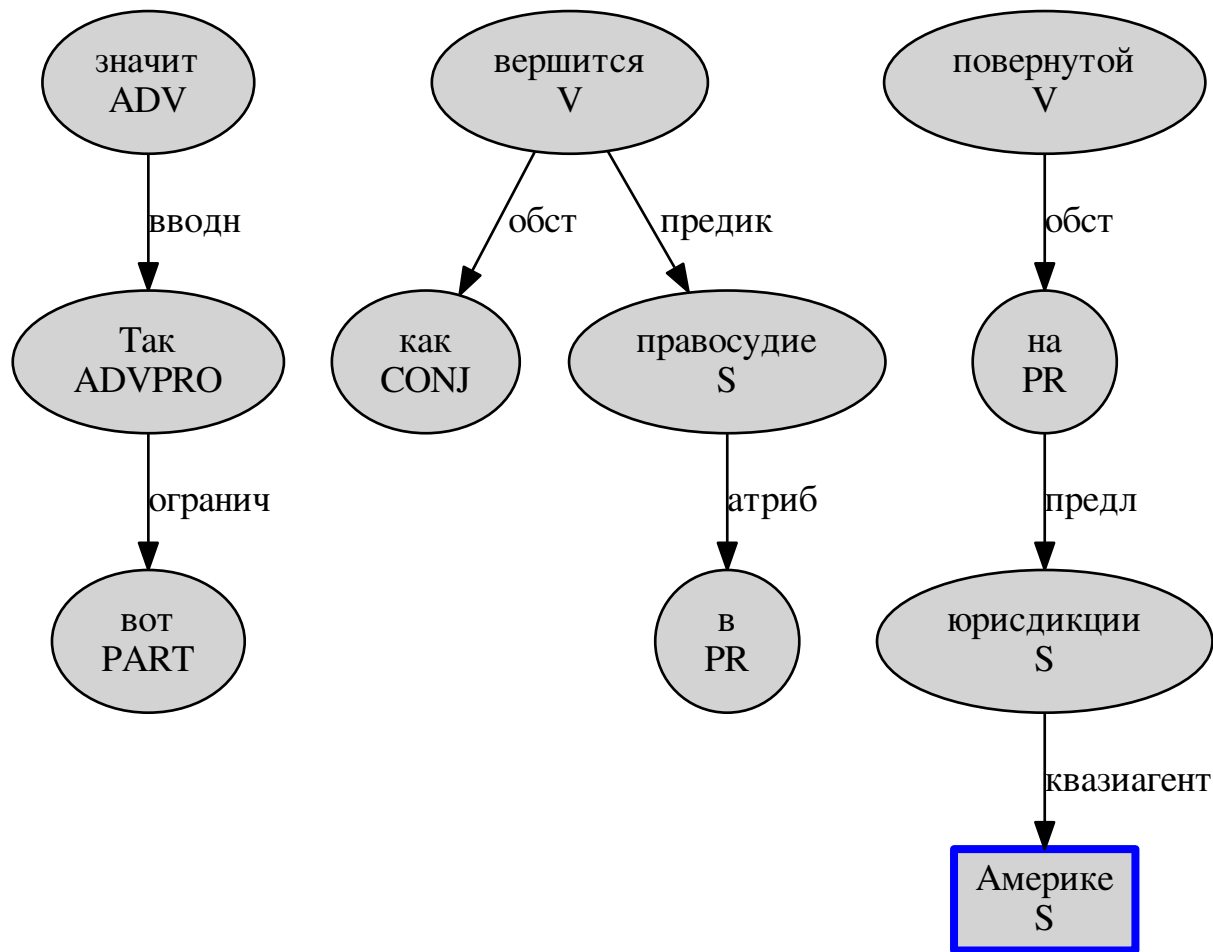 значит
ADV
вершится
V
повернутой
V
вводн
обст
предик
обст
Так
ADVPRO
как
CONJ
правосудие
S
на
PR
огранич
атриб
предл
вот
PART
в
PR
юрисдикции
S
квазиагент
Америке
S